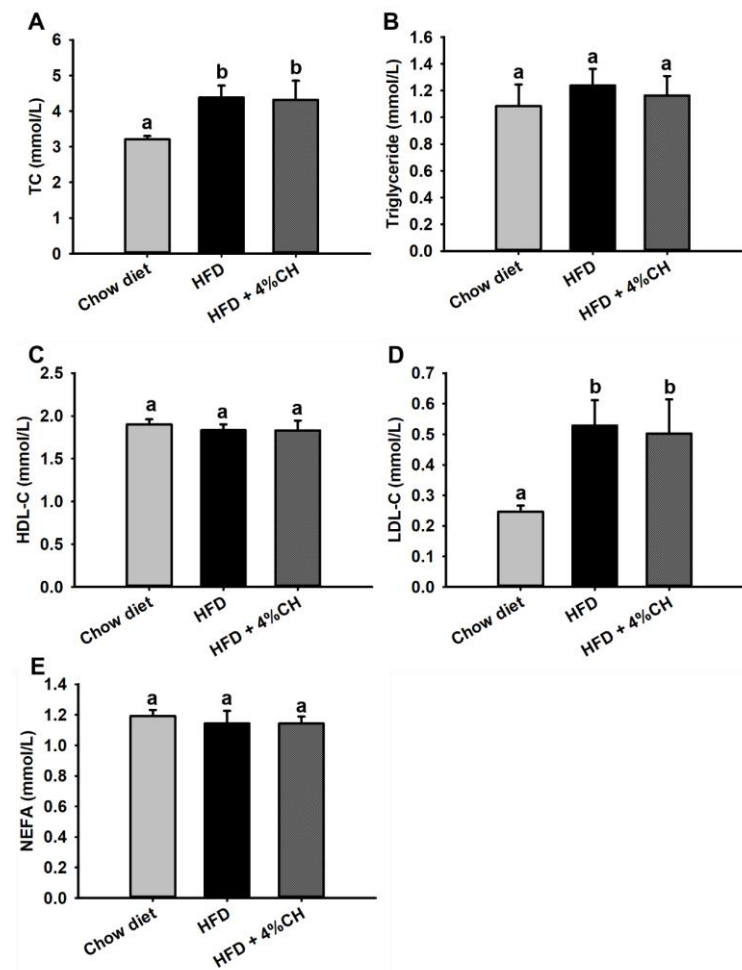 A
TC (mmol/L)
6
5
4
3
2
1
0
a
b
b
Chow diet
HFD
HFD + 4%CH
B
Triglyceride (mmol/L)
1.6
1.4
1.2
1.0
0.8
0.6
0.4
0.2
0.0
a
a
a
Chow diet
HFD
HFD + 4%CH
C
HDL-C (mmol/L)
2.5
2.0
1.5
1.0
0.5
0.0
a
a
a
Chow diet
HFD
HFD + 4%CH
D
LDL-C (mmol/L)
0.7
0.6
0.5
0.4
0.3
0.2
0.1
0.0
a
b
b
Chow diet
HFD
HFD + 4%CH
E
NEFA (mmol/L)
1.4
1.2
1.0
0.8
0.6
0.4
0.2
0.0
a
a
a
Chow diet
HFD
HFD + 4%CH